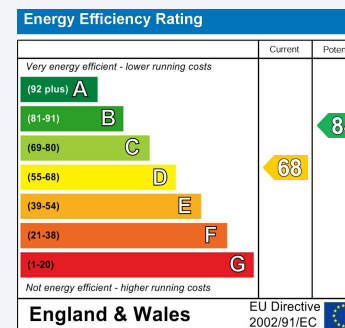 Energy Efficiency Rating
Current
Very energy efficient - lower running costs
(92 plus) A
(81-91) B
(69-80) C
(55-68) D
68
(39-54) E
(21-38) F
(1-20) G
Not energy efficient - higher running costs
England & Wales
EU Directive
2002/91/EC